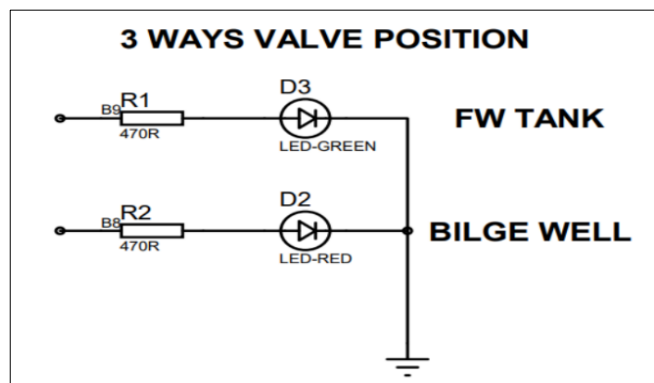 3 WAYS VALVE POSITION
B9 R1
470R
D3
LED-GREEN
FW TANK
B8 R2
470R
D2
LED-RED
BILGE WELL